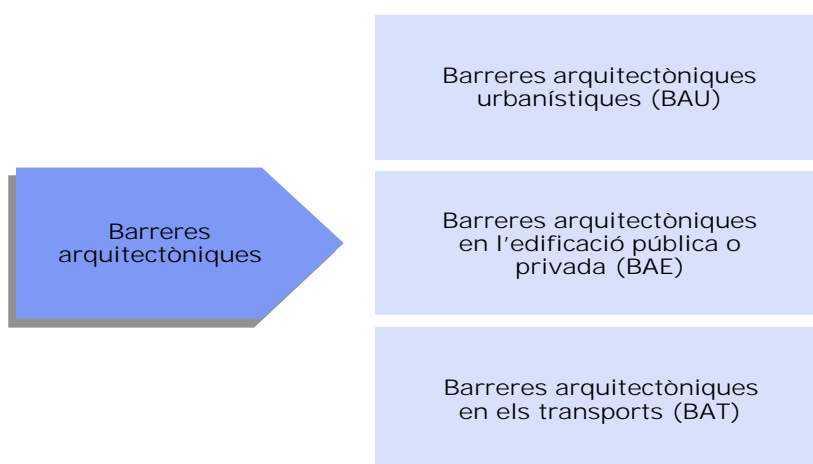 Barreres
arquitectòniques
Barreres arquitectòniques
urbanístiques (BAU)
Barreres arquitectòniques
en l’edificació pública o
privada (BAE)
Barreres arquitectòniques
en els transports (BAT)